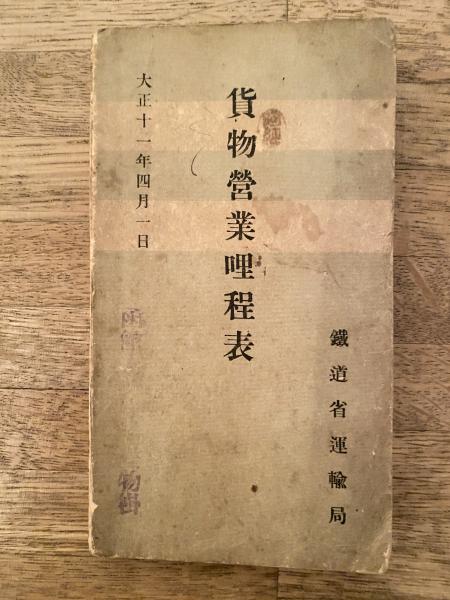 鐵道省運輸局
貨物營業哩程表
大正十一年四月一日